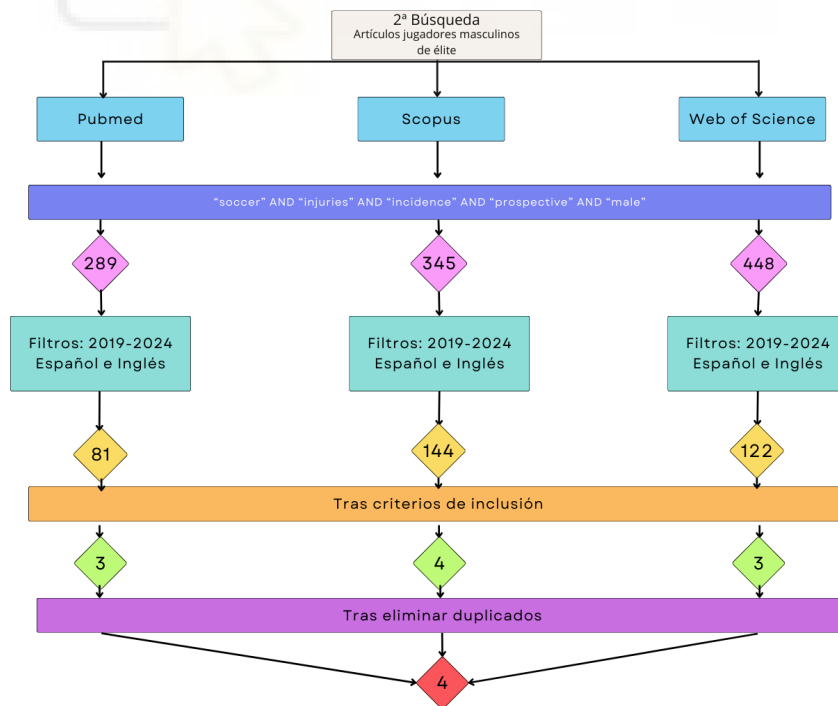 2ª Búsqueda
Artículos jugadores masculinos
de élite
Pubmed
Scopus
Web of Science
“soccer” AND “injuries” AND “incidence” AND “prospective” AND “male”
289
345
448
Filtros: 2019-2024
Español e Inglés
Filtros: 2019-2024
Español e Inglés
Filtros: 2019-2024
Español e Inglés
81
144
122
Tras criterios de inclusión
3
4
3
Tras eliminar duplicados
4